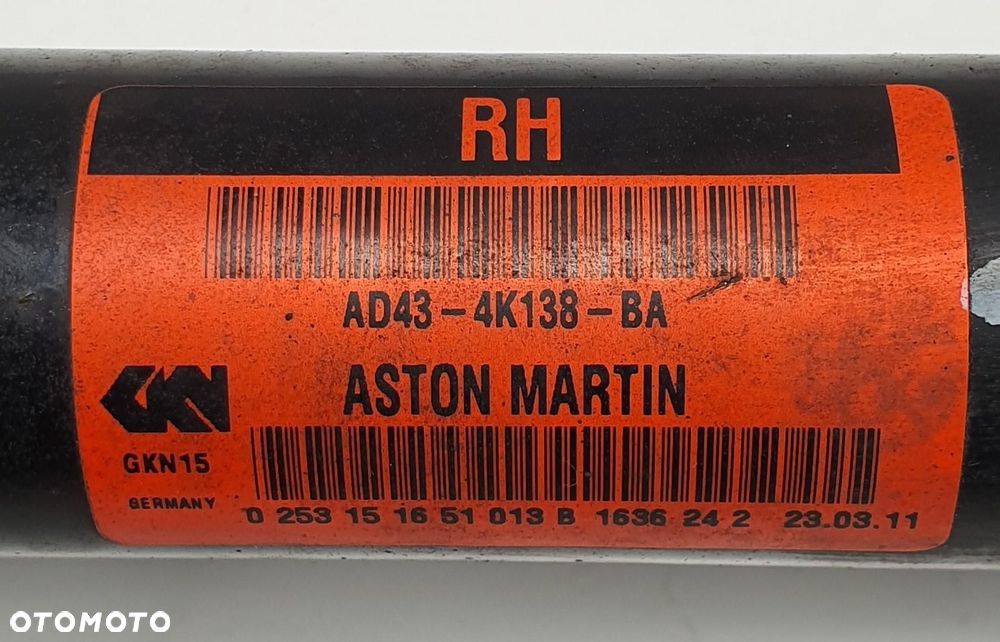 RH
AD43-4K138-BA
GKN
ASTON MARTIN
GKN15
GERMANY
0 253 15 16 51 013 B 1636 24 2 23.03.11
OTOMOTO